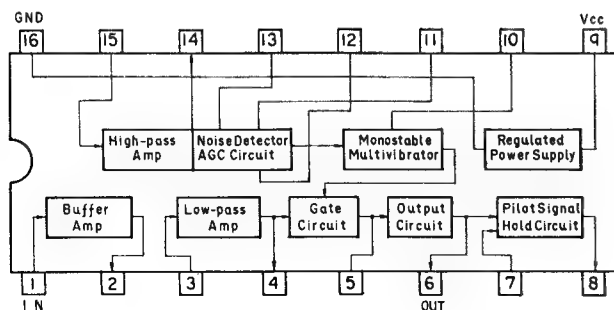 GND
Vcc
16 15 14 13 12 11 10 9
High-pass
Amp
Noise Detector
AGC Circuit
Monostable
Multivibrator
Regulated
Power Supply
Buffer
Amp
Low-pass
Amp
Gate
Circuit
Output
Circuit
Pilot Signal
Hold Circuit
1 2 3 4 5 6 7 8
IN
OUT